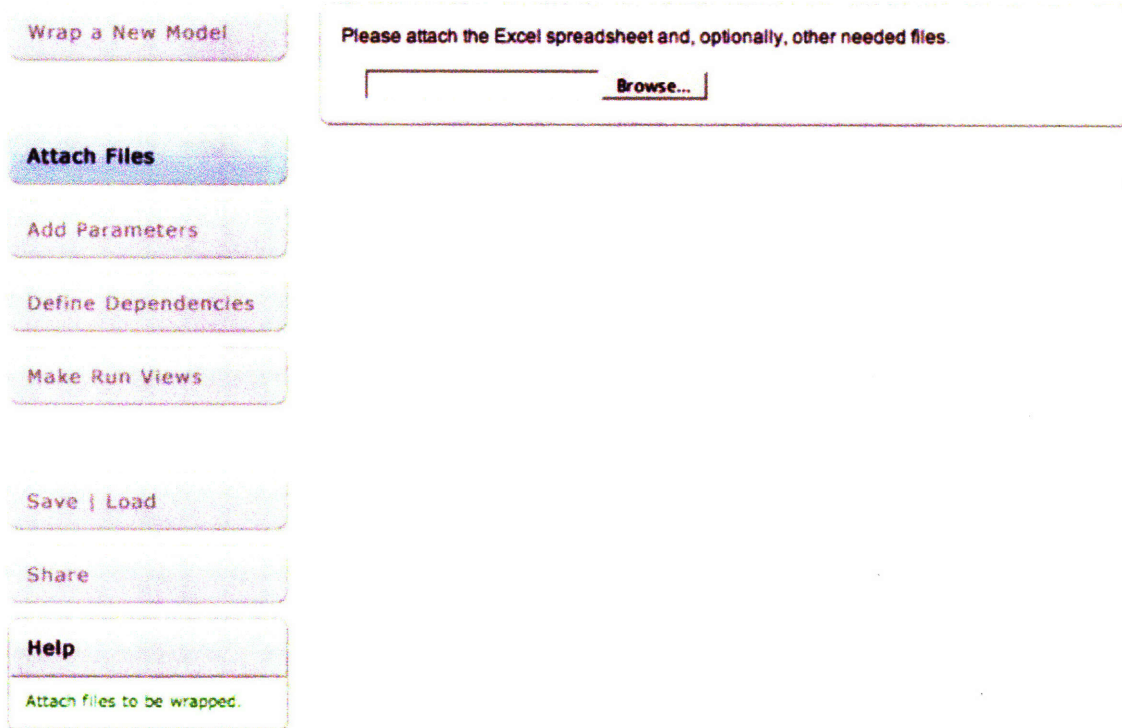 Wrap a New Model
Please attach the Excel spreadsheet and, optionally, other needed files.
Browse...
Attach Files
Add Parameters
Define Dependencies
Make Run Views
Save | Load
Share
Help
Attach files to be wrapped.